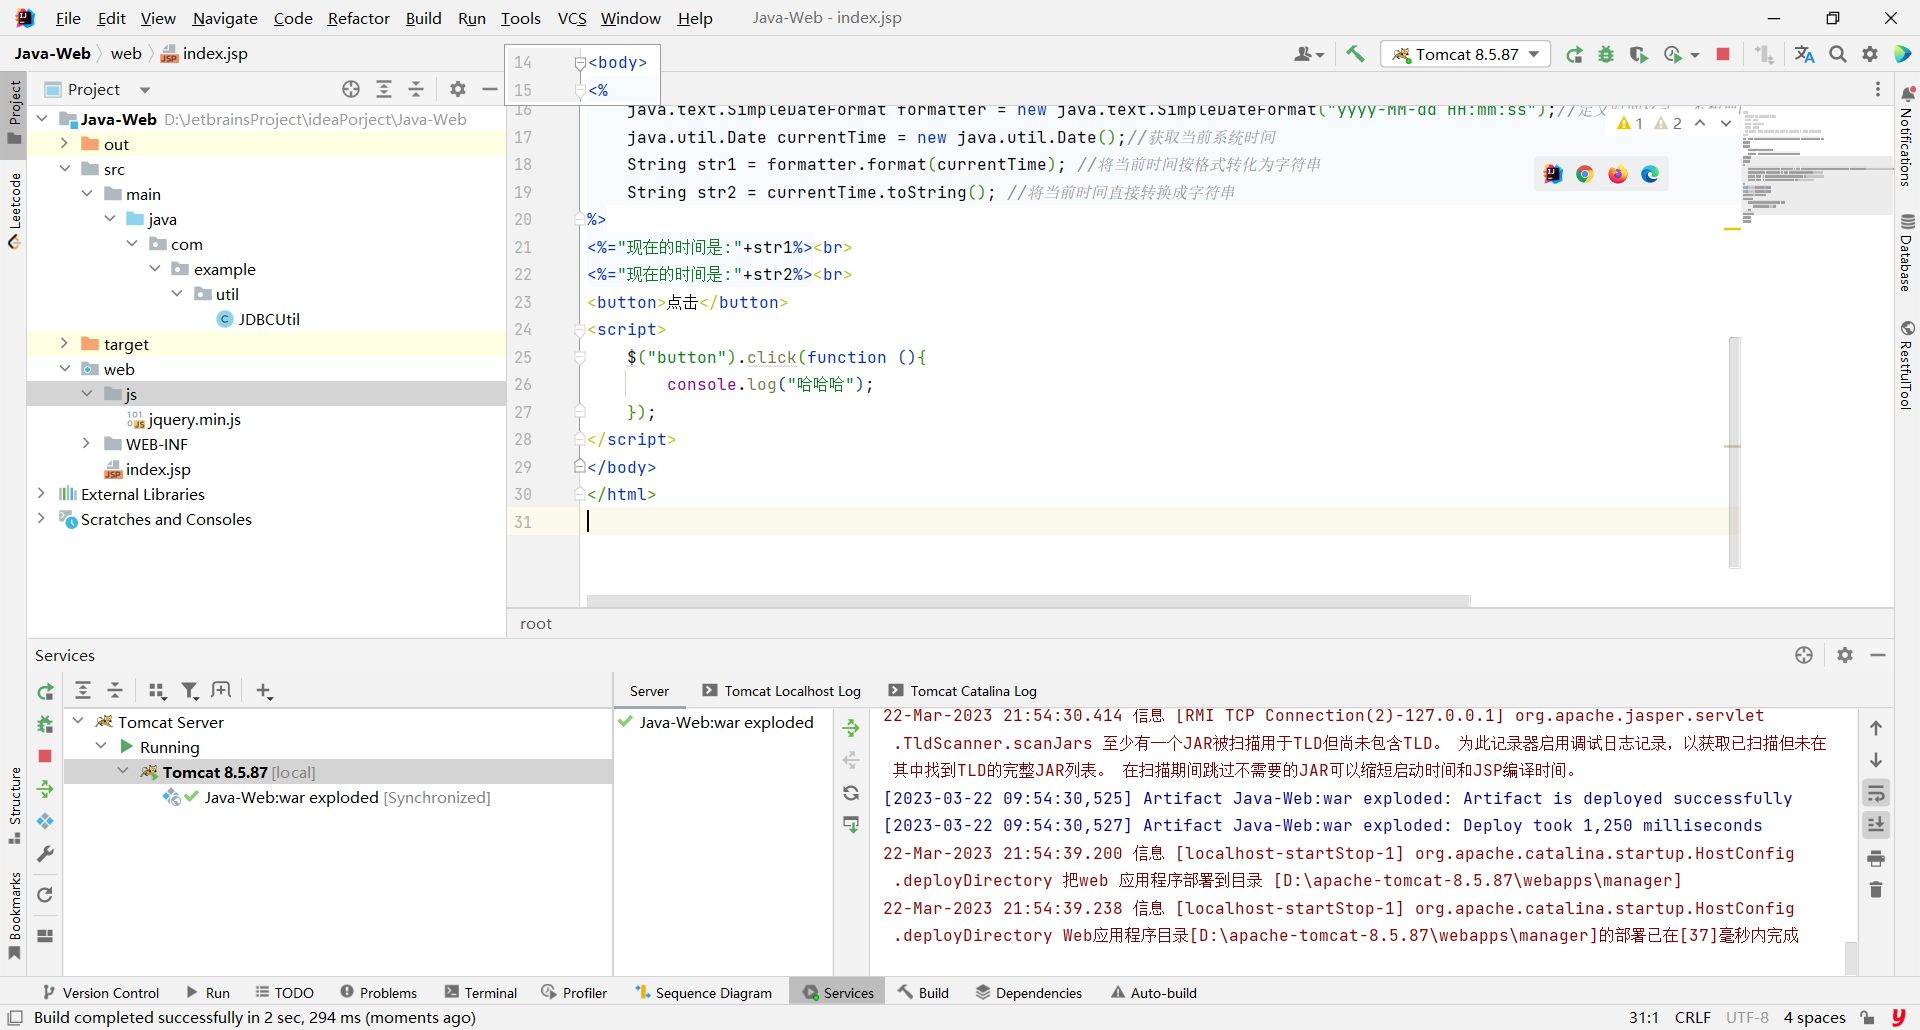 File Edit View Navigate Code Refactor Build Run Tools VCS Window Help Java-Web - index.jsp
Java-Web web index.jsp
Tomcat 8.5.87
Project
Java-Web D:\JetbrainsProject\ideaPorject\Java-Web
out
src
main
java
com
example
util
JDBCUtil
target
web
js
jquery.min.js
WEB-INF
index.jsp
External Libraries
Scratches and Consoles
Project
Leetcode
Structure
Bookmarks
14 <body>
15 <%
16 java.text.SimpleDateFormat formatter = new java.text.SimpleDateFormat("yyyy-MM-dd HH:mm:ss");
17 java.util.Date currentTime = new java.util.Date();//获取当前系统时间
18 String str1 = formatter.format(currentTime); //将当前时间按格式转化为字符串
19 String str2 = currentTime.toString(); //将当前时间直接转换成字符串
20 %>
21 <%="现在的时间是:"+str1%><br>
22 <%="现在的时间是:"+str2%><br>
23 <button>点击</button>
24 <script>
25 $("button").click(function (){
26 console.log("哈哈哈");
27 });
28 </script>
29 </body>
30 </html>
31
1 2
root
Notifications
Database
RestfulTool
Services
Tomcat Server
Running
Tomcat 8.5.87 [local]
Java-Web:war exploded [Synchronized]
Server Tomcat Localhost Log Tomcat Catalina Log
Java-Web:war exploded
22-Mar-2023 21:54:30.414 信息 [RMI TCP Connection(2)-127.0.0.1] org.apache.jasper.servlet
.TldScanner.scanJars 至少有一个JAR被扫描用于TLD但尚未包含TLD。 为此记录器启用调试日志记录，以获取已扫描但未在
其中找到TLD的完整JAR列表。 在扫描期间跳过不需要的JAR可以缩短启动时间和JSP编译时间。
[2023-03-22 09:54:30,525] Artifact Java-Web:war exploded: Artifact is deployed successfully
[2023-03-22 09:54:30,527] Artifact Java-Web:war exploded: Deploy took 1,250 milliseconds
22-Mar-2023 21:54:39.200 信息 [localhost-startStop-1] org.apache.catalina.startup.HostConfig
.deployDirectory 把web 应用程序部署到目录 [D:\apache-tomcat-8.5.87\webapps\manager]
22-Mar-2023 21:54:39.238 信息 [localhost-startStop-1] org.apache.catalina.startup.HostConfig
.deployDirectory Web应用程序目录[D:\apache-tomcat-8.5.87\webapps\manager]的部署已在[37]毫秒内完成
Version Control Run TODO Problems Terminal Profiler Sequence Diagram Services Build Dependencies Auto-build
Build completed successfully in 2 sec, 294 ms (moments ago) 31:1 CRLF UTF-8 4 spaces